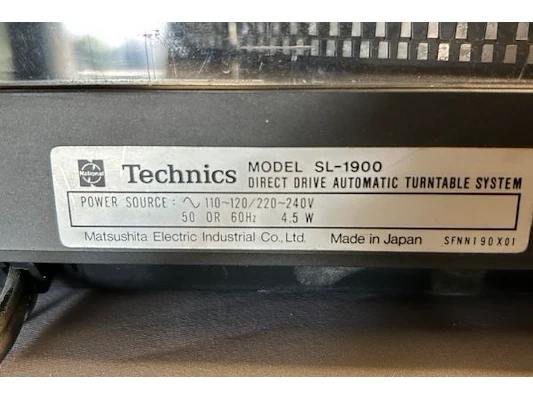 National
Technics MODEL SL-1900
DIRECT DRIVE AUTOMATIC TURNTABLE SYSTEM
POWER SOURCE : ∿ 110~120/220~240V
50 OR 60Hz 4.5 W
Matsushita Electric Industrial Co., Ltd. Made in Japan SFNN190X01